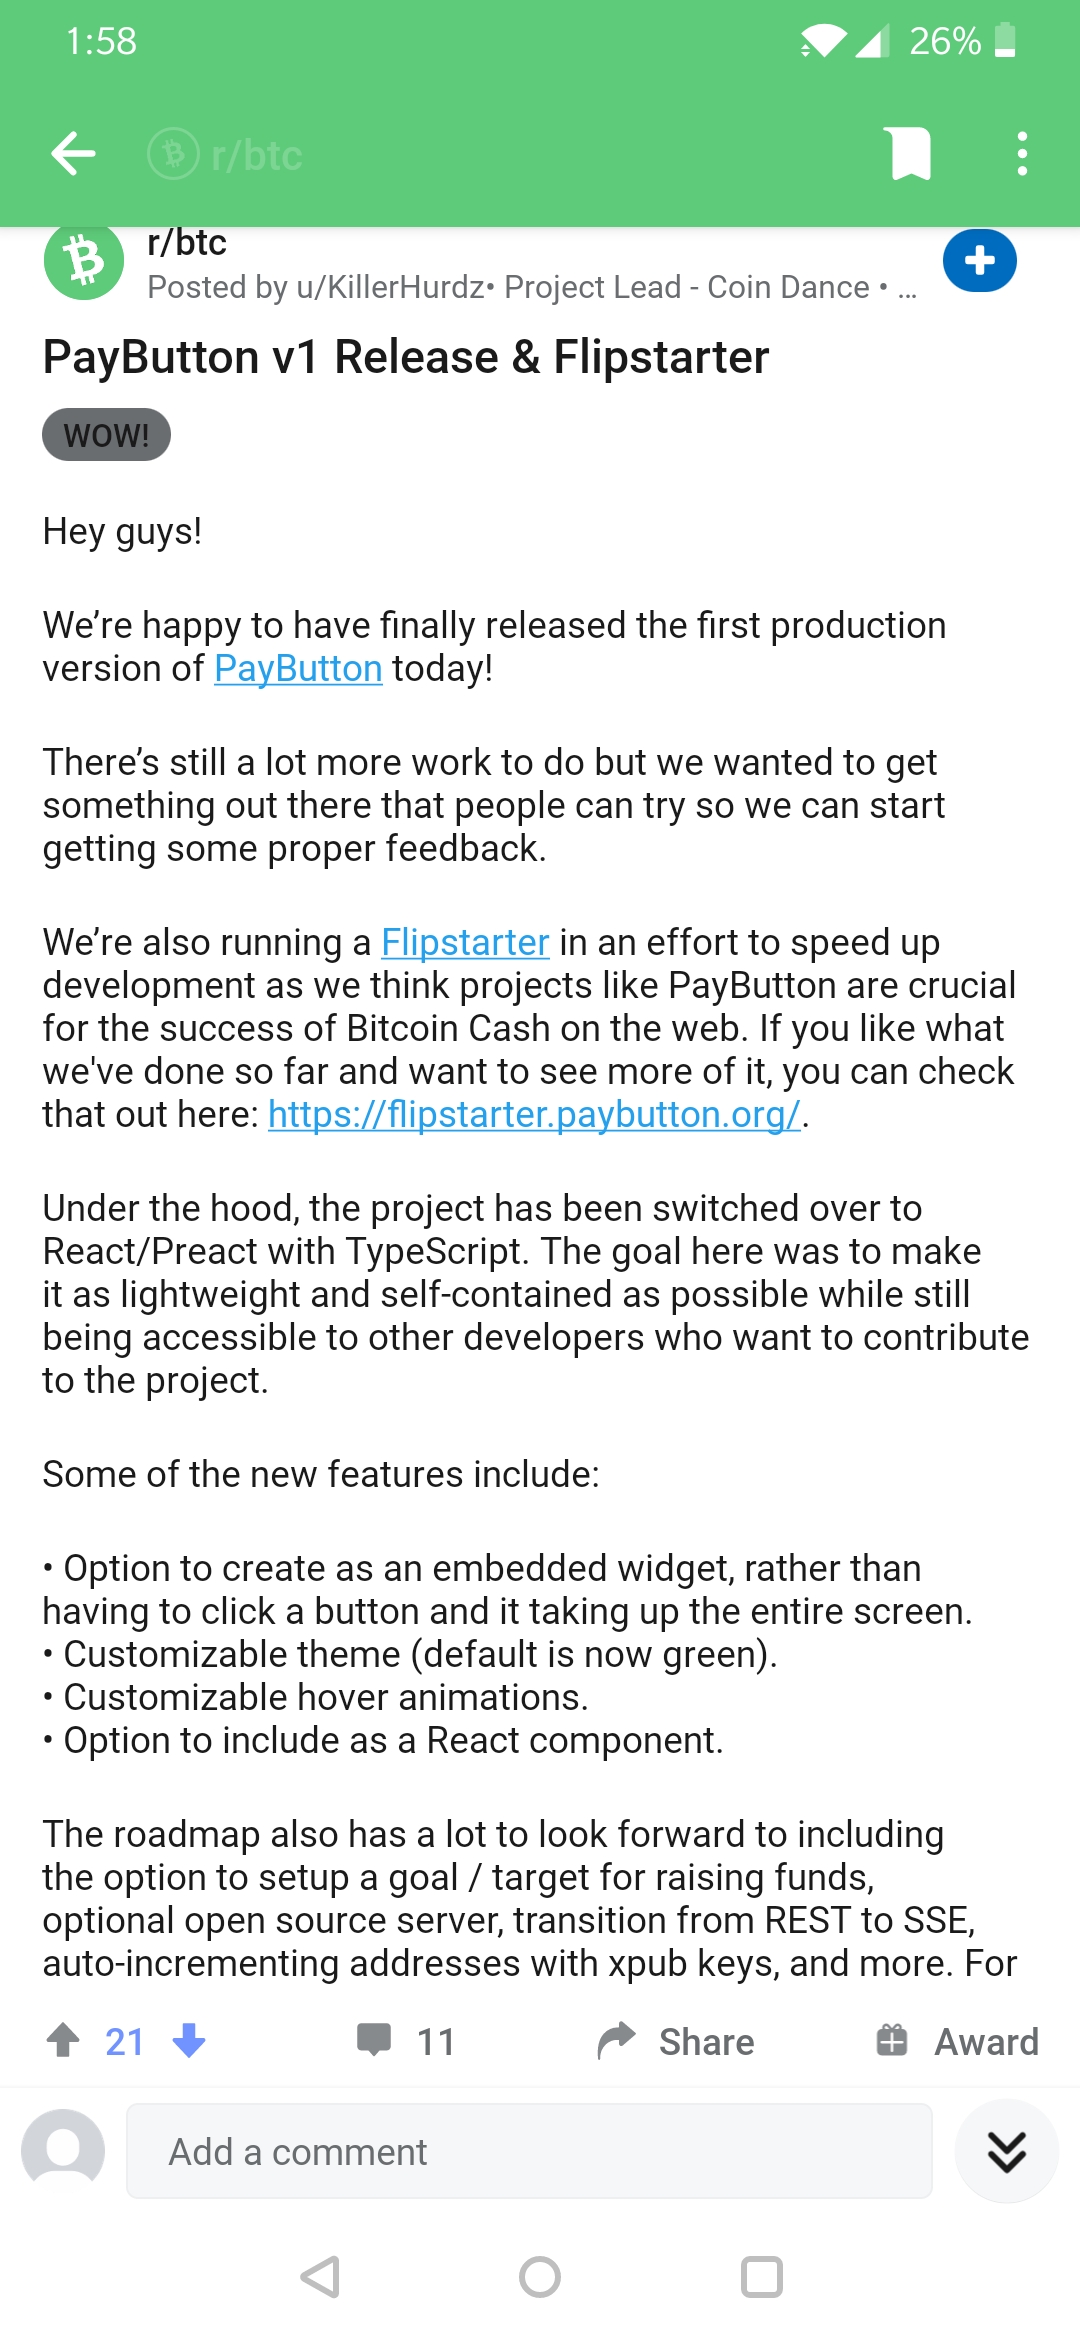 1:58
26%
r/btc
r/btc
Posted by u/KillerHurdz• Project Lead - Coin Dance • ...
PayButton v1 Release & Flipstarter
WOW!
Hey guys!
We’re happy to have finally released the first production
version of PayButton today!
There’s still a lot more work to do but we wanted to get
something out there that people can try so we can start
getting some proper feedback.
We’re also running a Flipstarter in an effort to speed up
development as we think projects like PayButton are crucial
for the success of Bitcoin Cash on the web. If you like what
we've done so far and want to see more of it, you can check
that out here: https://flipstarter.paybutton.org/.
Under the hood, the project has been switched over to
React/Preact with TypeScript. The goal here was to make
it as lightweight and self-contained as possible while still
being accessible to other developers who want to contribute
to the project.
Some of the new features include:
• Option to create as an embedded widget, rather than
having to click a button and it taking up the entire screen.
• Customizable theme (default is now green).
• Customizable hover animations.
• Option to include as a React component.
The roadmap also has a lot to look forward to including
the option to setup a goal / target for raising funds,
optional open source server, transition from REST to SSE,
auto-incrementing addresses with xpub keys, and more. For
21 11 Share Award
Add a comment